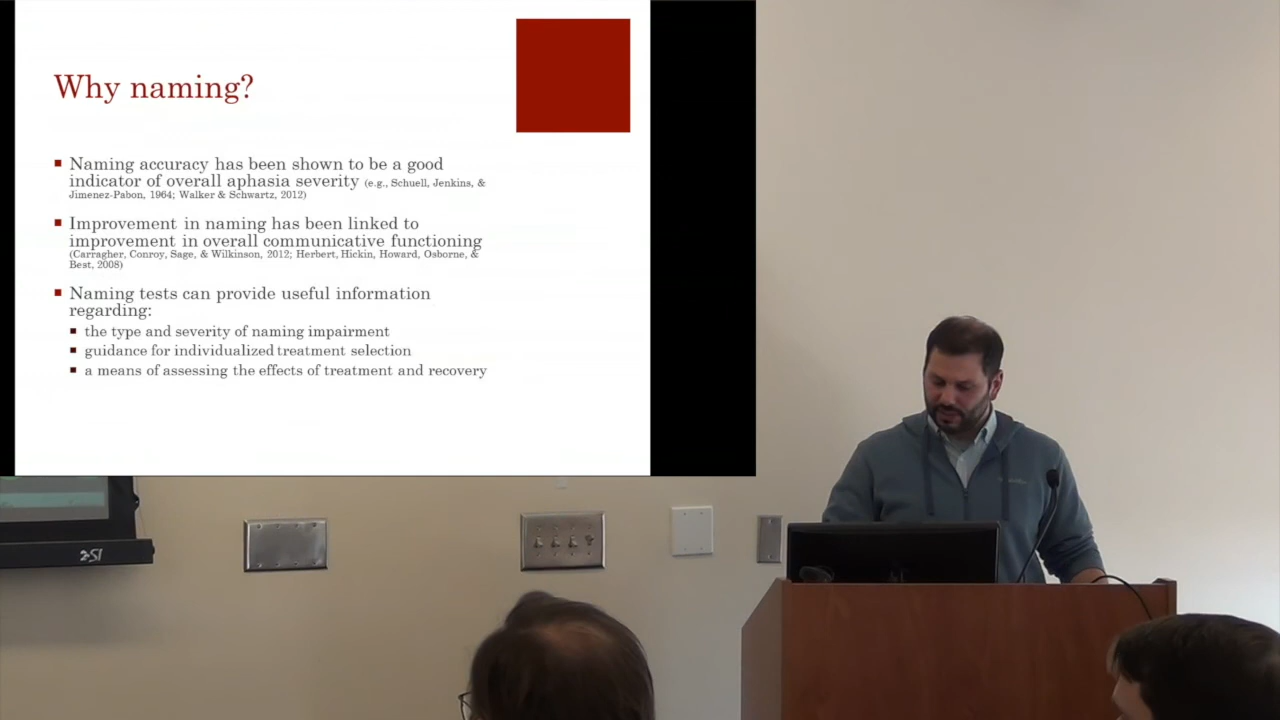 Why naming?
Naming accuracy has been shown to be a good
indicator of overall aphasia severity (e.g., Schuell, Jenkins, &
Jimenez-Pabon, 1964; Walker & Schwartz, 2012)
Improvement in naming has been linked to
improvement in overall communicative functioning
(Carragher, Conroy, Sage, & Wilkinson, 2012; Herbert, Hickin, Howard, Osborne, &
Best, 2008)
Naming tests can provide useful information
regarding:
the type and severity of naming impairment
guidance for individualized treatment selection
a means of assessing the effects of treatment and recovery
251